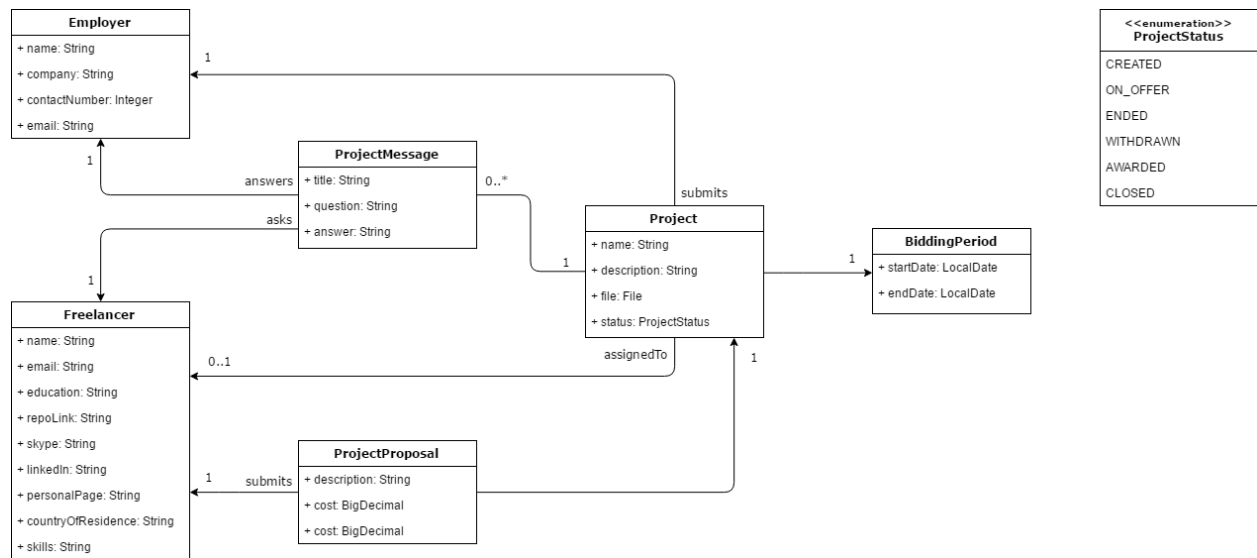 Employer
+ name: String
+ company: String
+ contactNumber: Integer
+ email: String
1
1
answers
submits
<<enumeration>>
ProjectStatus
CREATED
ON_OFFER
ENDED
WITHDRAWN
AWARDED
CLOSED
ProjectMessage
+ title: String
+ question: String
+ answer: String
0..*
1
asks
1
Project
+ name: String
+ description: String
+ file: File
+ status: ProjectStatus
1
BiddingPeriod
+ startDate: LocalDate
+ endDate: LocalDate
Freelancer
+ name: String
+ email: String
+ education: String
+ repoLink: String
+ skype: String
+ linkedIn: String
+ personalPage: String
+ countryOfResidence: String
+ skills: String
0..1
assignedTo
1
1
submits
ProjectProposal
+ description: String
+ cost: BigDecimal
+ cost: BigDecimal